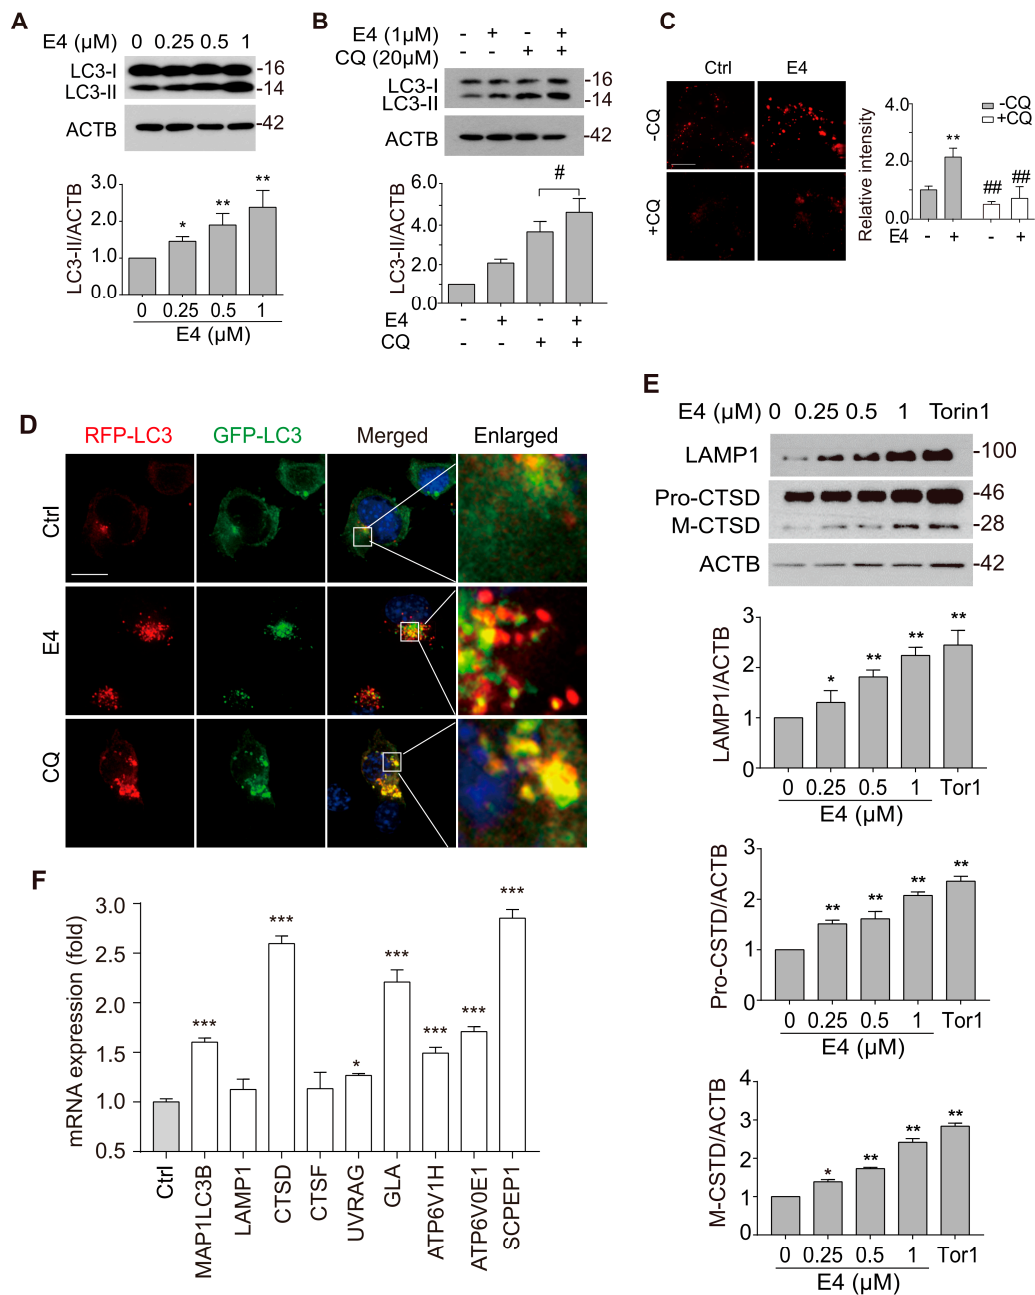 A
E4 (μM) 0 0.25 0.5 1
LC3-I
-16
LC3-II
-14
ACTB
-42
LC3-II/ACTB
3.0
2.0
1.0
0.0
*
**
**
0 0.25 0.5 1
E4 (μM)
B
E4 (1μM) - + - +
CQ (20μM) - - + +
LC3-I
-16
LC3-II
-14
ACTB
-42
LC3-II/ACTB
6.0
4.0
2.0
0.0
#
E4 - + - +
CQ - - + +
C
Ctrl E4
-CQ
+CQ
Relative intensity
4.0
2.0
0.0
-CQ
+CQ
**
##
##
E4 - + - +
D
RFP-LC3 GFP-LC3 Merged Enlarged
Ctrl
E4
CQ
E
E4 (μM) 0 0.25 0.5 1 Torin1
LAMP1
-100
Pro-CTSD
-46
M-CTSD
-28
ACTB
-42
LAMP1/ACTB
3
2
1
0
*
**
**
**
0 0.25 0.5 1 Tor1
E4 (μM)
Pro-CSTD/ACTB
3
2
1
0
**
**
**
**
0 0.25 0.5 1 Tor1
E4 (μM)
M-CSTD/ACTB
4
3
2
1
0
*
**
**
**
0 0.25 0.5 1 Tor1
E4 (μM)
F
mRNA expression (fold)
3.0
2.5
2.0
1.5
1.0
0.5
***
***
*
***
***
***
***
Ctrl
MAP1LC3B
LAMP1
CTSD
CTSF
UVRAG
GLA
ATP6V1H
ATP6V0E1
SCPEP1